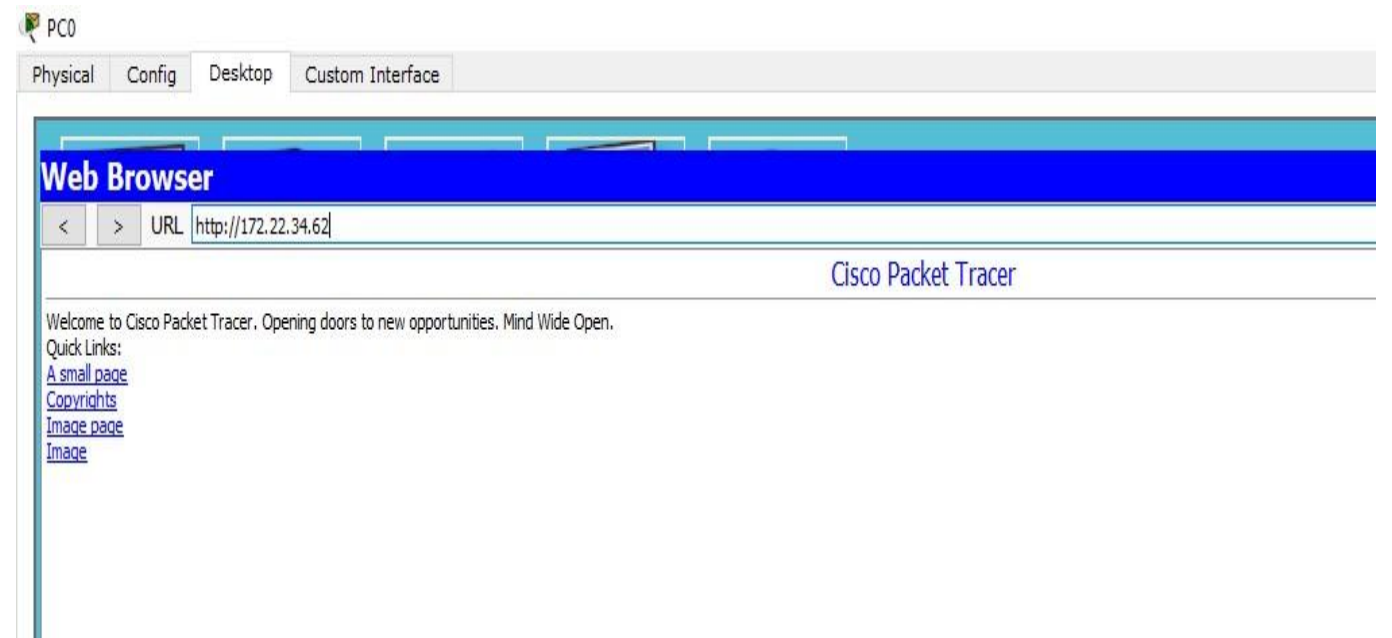 PC0
Physical Config Desktop Custom Interface
Web Browser
< > URL http://172.22.34.62
Cisco Packet Tracer
Welcome to Cisco Packet Tracer. Opening doors to new opportunities. Mind Wide Open.
Quick Links:
A small page
Copyrights
Image page
Image